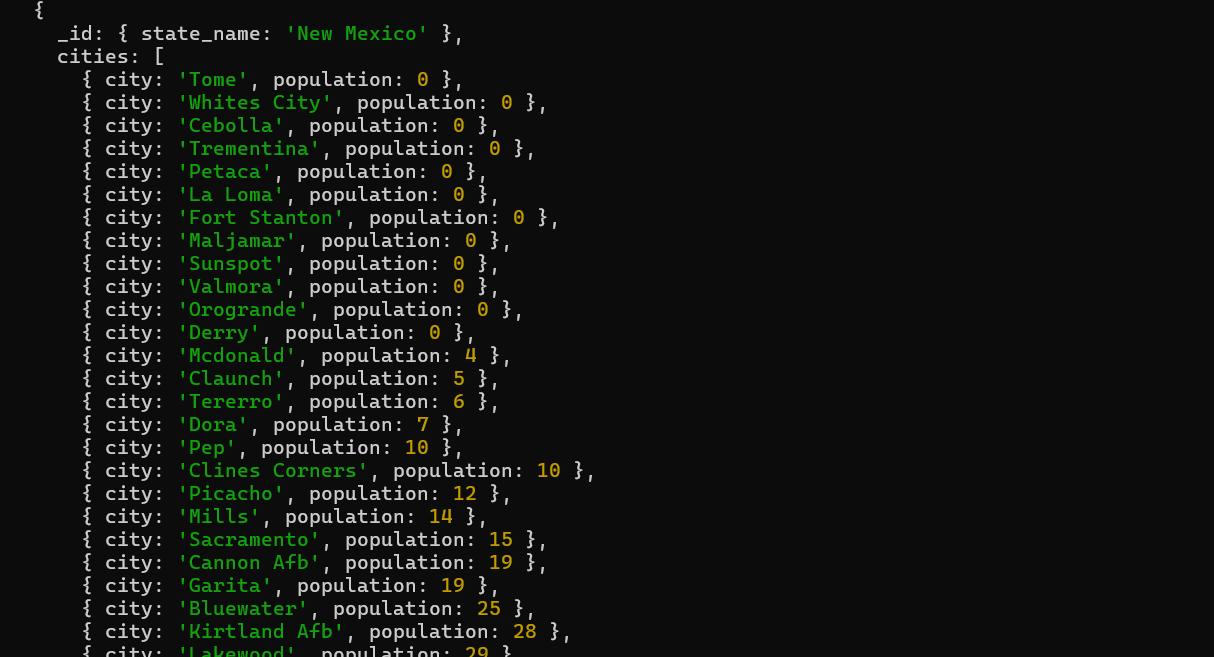 {
_id: { state_name: 'New Mexico' },
cities: [
{ city: 'Tome', population: 0 },
{ city: 'Whites City', population: 0 },
{ city: 'Cebolla', population: 0 },
{ city: 'Trementina', population: 0 },
{ city: 'Petaca', population: 0 },
{ city: 'La Loma', population: 0 },
{ city: 'Fort Stanton', population: 0 },
{ city: 'Maljamar', population: 0 },
{ city: 'Sunspot', population: 0 },
{ city: 'Valmora', population: 0 },
{ city: 'Orogrande', population: 0 },
{ city: 'Derry', population: 0 },
{ city: 'Mcdonald', population: 4 },
{ city: 'Claunch', population: 5 },
{ city: 'Tererro', population: 6 },
{ city: 'Dora', population: 7 },
{ city: 'Pep', population: 10 },
{ city: 'Clines Corners', population: 10 },
{ city: 'Picacho', population: 12 },
{ city: 'Mills', population: 14 },
{ city: 'Sacramento', population: 15 },
{ city: 'Cannon Afb', population: 19 },
{ city: 'Garita', population: 19 },
{ city: 'Bluewater', population: 25 },
{ city: 'Kirtland Afb', population: 28 },
{ city: 'Lakewood', population: 29 }